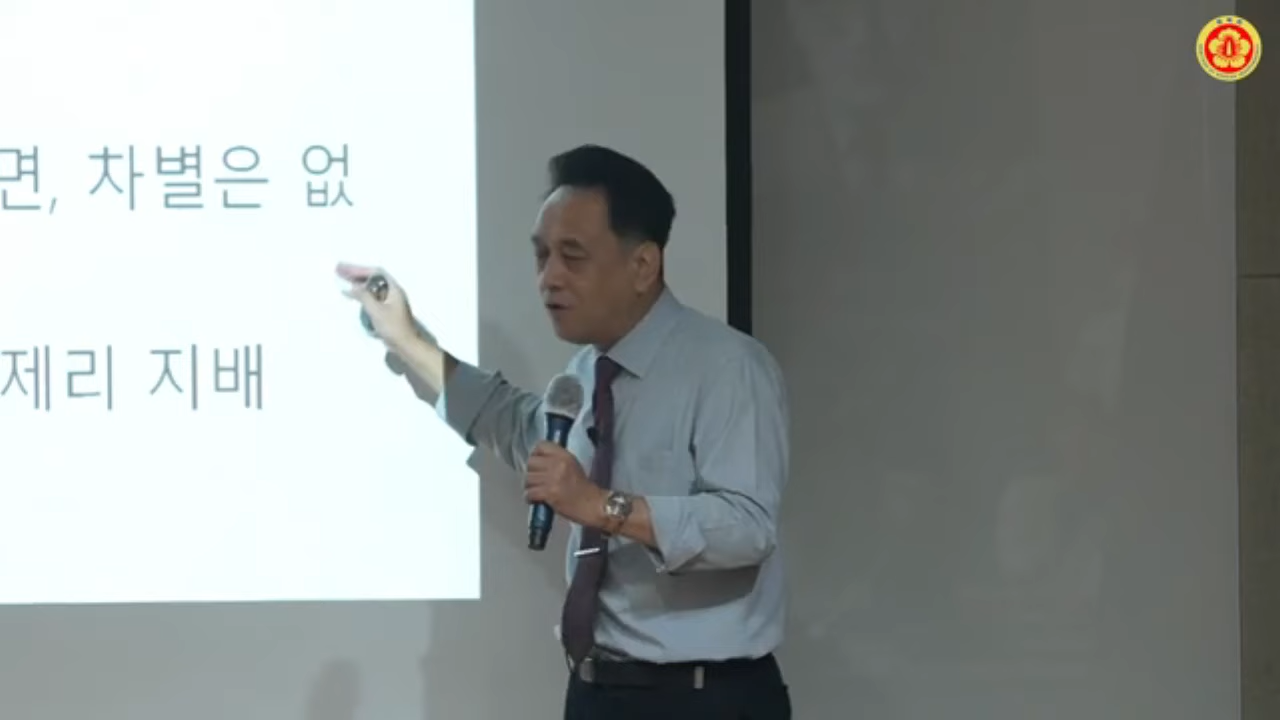 면, 차별은 없
제리 지배